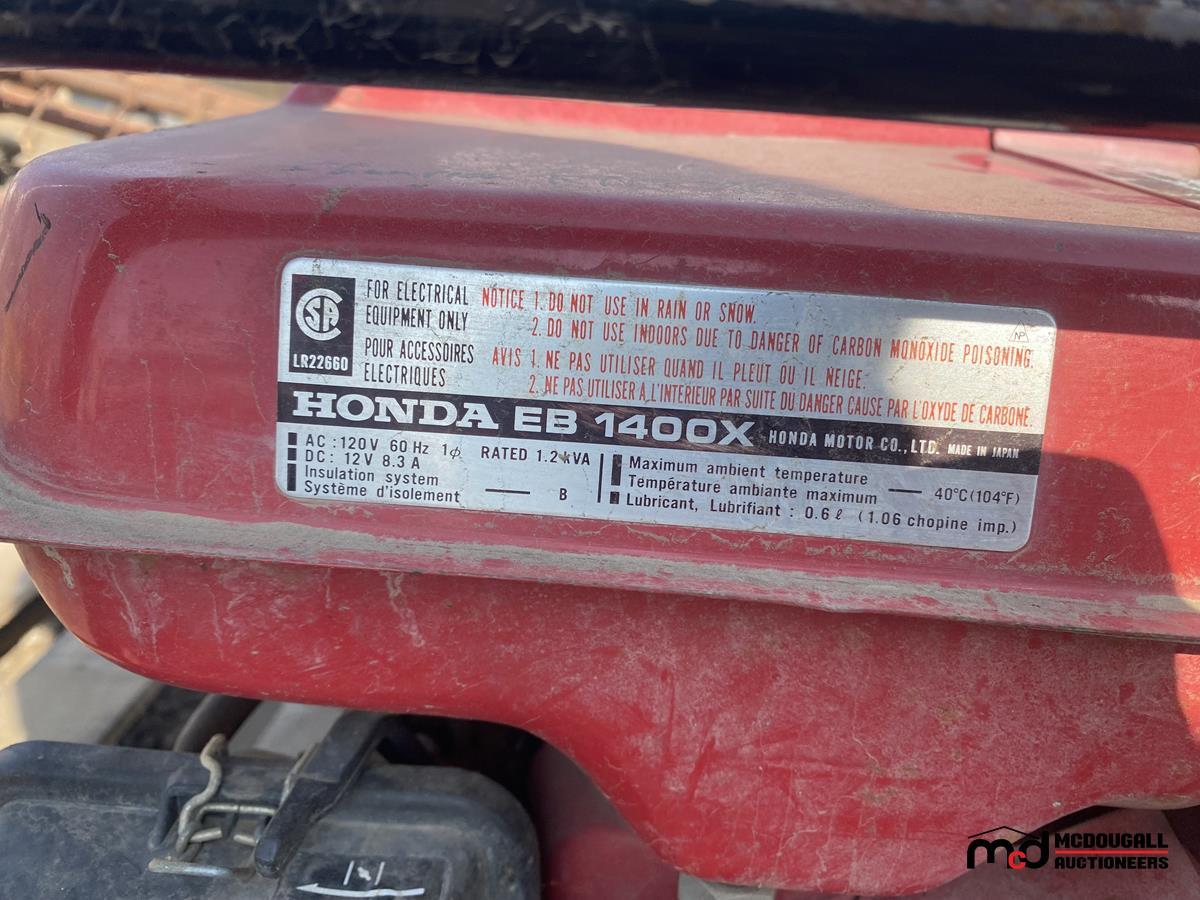 CSA
LR22660
FOR ELECTRICAL
EQUIPMENT ONLY
POUR ACCESSOIRES
ELECTRIQUES
NOTICE 1. DO NOT USE IN RAIN OR SNOW.
2. DO NOT USE INDOORS DUE TO DANGER OF CARBON MONOXIDE POISONING.
AVIS 1. NE PAS UTILISER QUAND IL PLEUT OU IL NEIGE.
2. NE PAS UTILISER A L'INTERIEUR PAR SUITE DU DANGER CAUSE PAR L'OXYDE DE CARBONE.
NP
HONDA EB 1400X HONDA MOTOR CO., LTD. MADE IN JAPAN
AC : 120V 60 Hz 1φ RATED 1.2 kVA
DC : 12V 8.3 A
Insulation system
Système d'isolement — B
Maximum ambient temperature
Température ambiante maximum — 40°C (104°F)
Lubricant, Lubrifiant : 0.6 ℓ (1.06 chopine imp.)
mcd MCDOUGALL
AUCTIONEERS